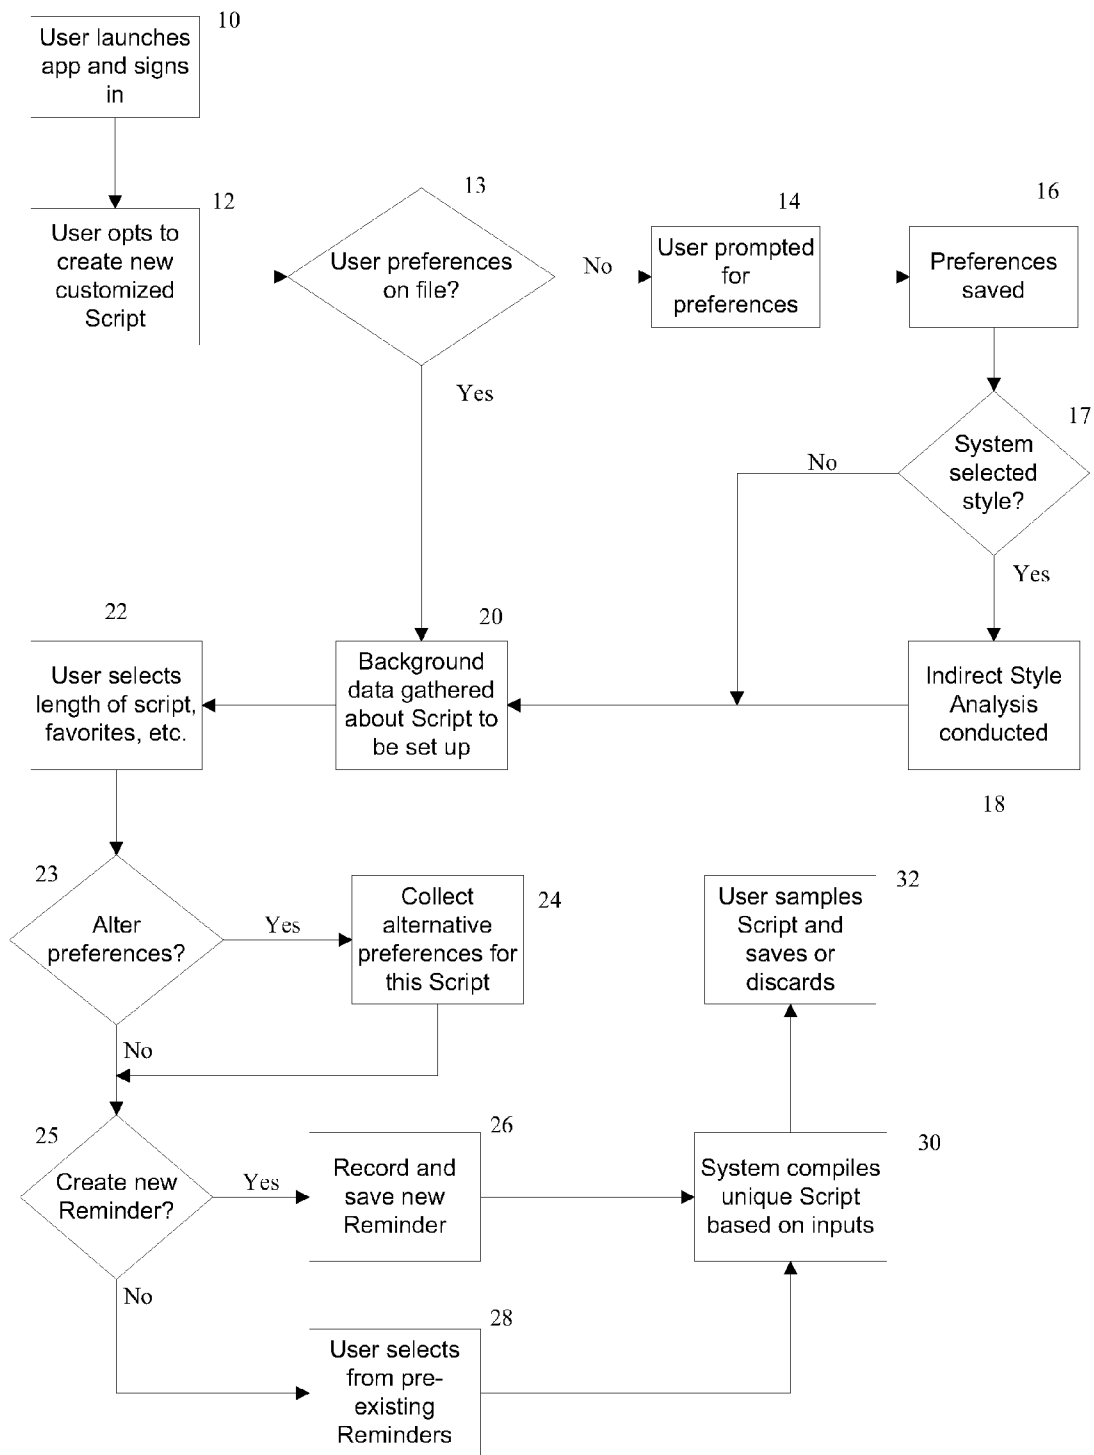 10
User launches
app and signs
in
12
User opts to
create new
customized
Script
13
User preferences
on file?
No
Yes
14
User prompted
for
preferences
16
Preferences
saved
17
System
selected
style?
No
Yes
Indirect Style
Analysis
conducted
18
20
Background
data gathered
about Script to
be set up
22
User selects
length of script,
favorites, etc.
23
Alter
preferences?
Yes
No
24
Collect
alternative
preferences for
this Script
25
Create new
Reminder?
Yes
No
26
Record and
save new
Reminder
28
User selects
from pre-
existing
Reminders
30
System compiles
unique Script
based on inputs
32
User samples
Script and
saves or
discards